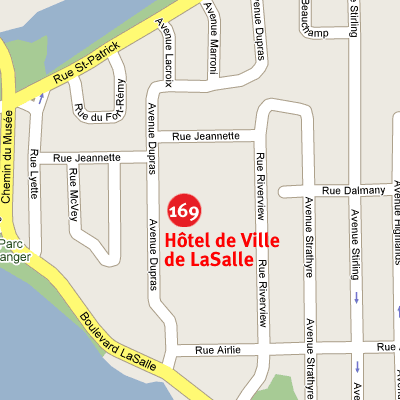 Rue St-Patrick
Avenue Lacroix
Avenue Marroni
Avenue Dupras
Beauchamp
Avenue Stirling
Chemin du Musée
Rue du Fort-Rémy
Avenue Dupras
Rue Jeannette
Rue Jeannette
Rue Lyette
Rue McVey
Rue Riverview
Rue Dalmany
Avenue Strathyre
Avenue Stirling
Avenue Highlands
169
Hôtel de Ville
de LaSalle
Avenue Dupras
Rue Riverview
Parc
anger
Boulevard LaSalle
Rue Airlie
Avenue Strathyre
Rue A